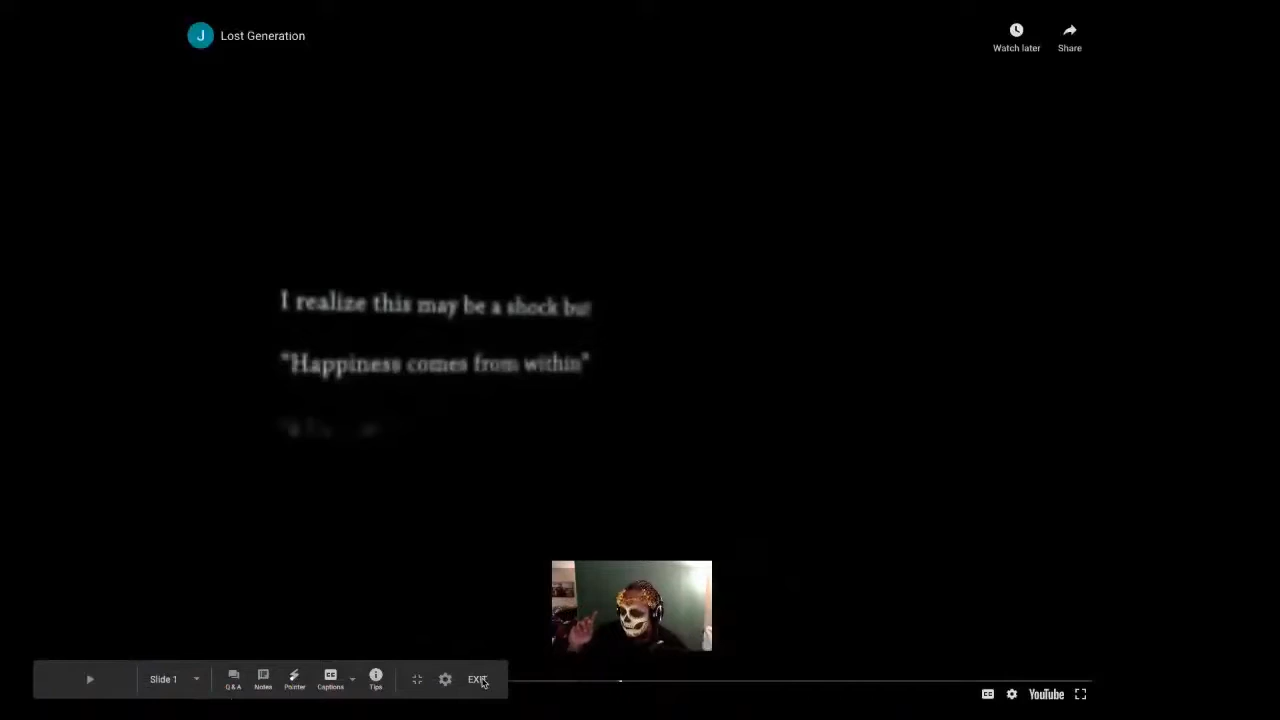 J Lost Generation
Watch later
Share
I realize this may be a shock but
"Happiness comes from within"
Slide 1
Q & A
Notes
Pointer
Captions
Tips
EXIT
CC
YouTube